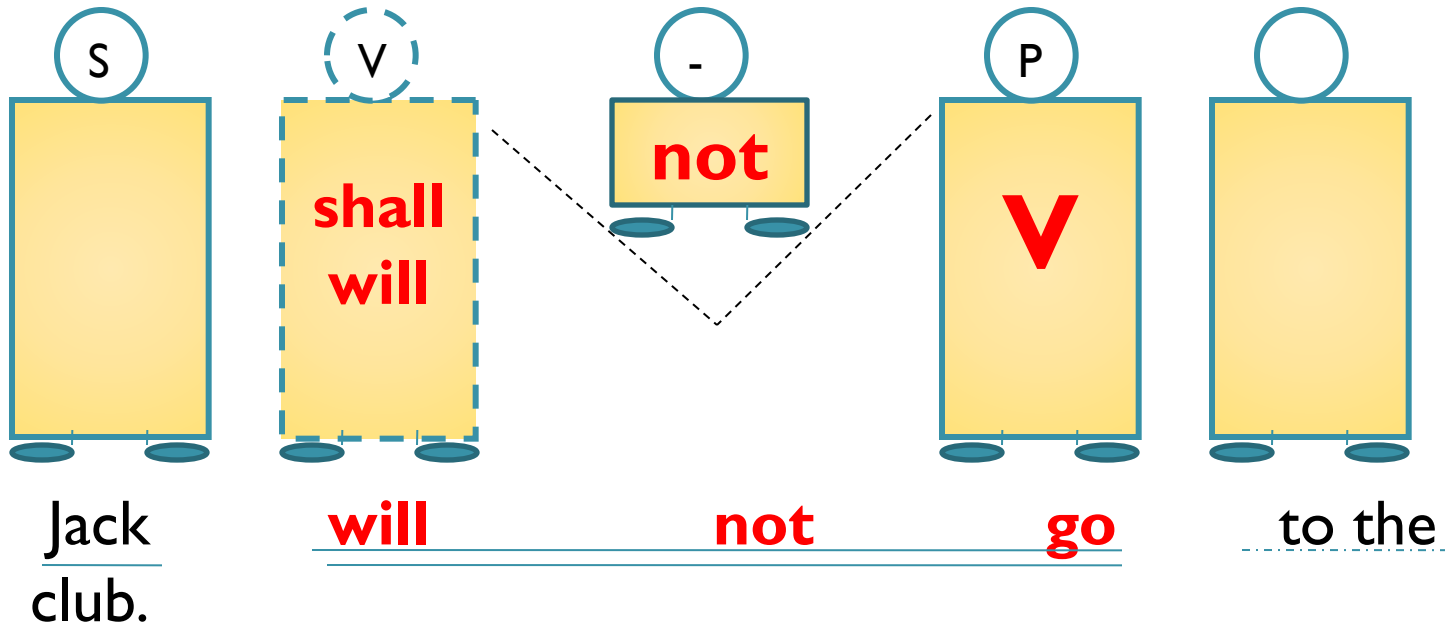 S V - P
not
shall
will
V
Jack will not go to the
club.